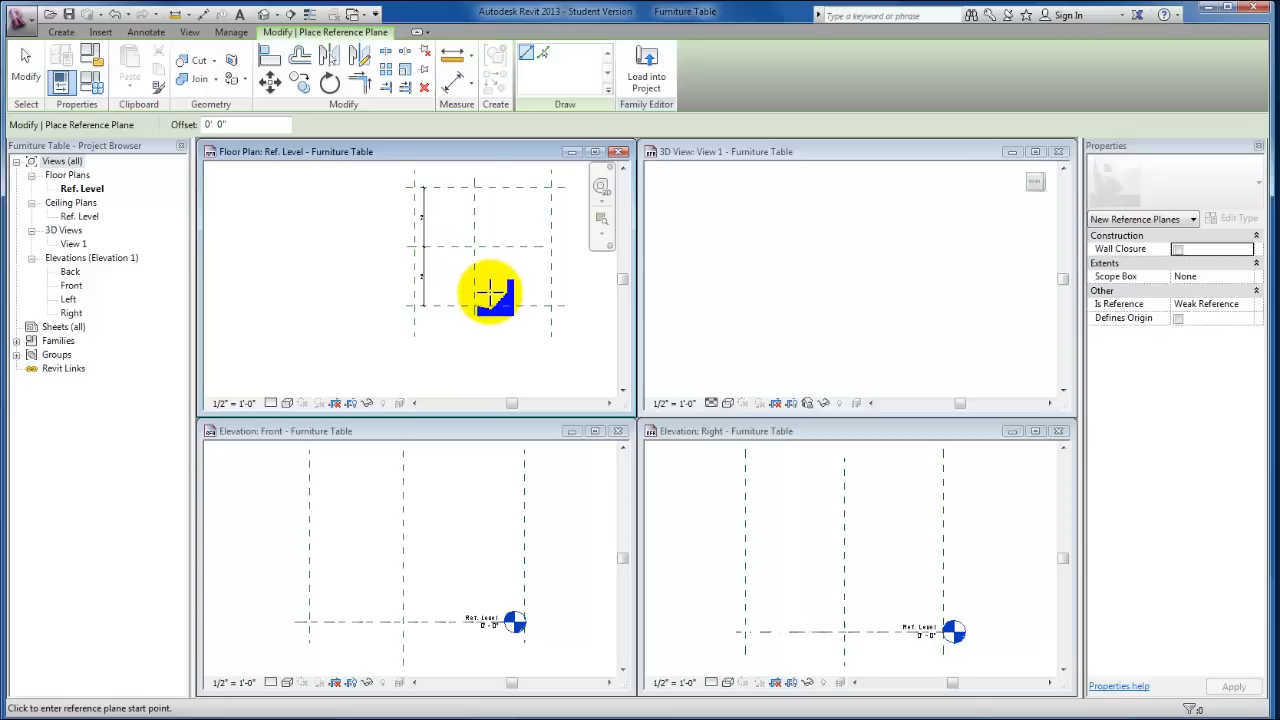 Autodesk Revit 2013 - Student Version - Furniture Table
Type a keyword or phrase
Sign In
Create Insert Annotate View Manage Modify | Place Reference Plane
Modify
Paste
Cut
Join
Load into
Project
Select Properties Clipboard Geometry Modify Measure Create Draw Family Editor
Modify | Place Reference Plane Offset: 0' 0"
Furniture Table - Project Browser
Views (all)
Floor Plans
Ref. Level
Ceiling Plans
Ref. Level
3D Views
View 1
Elevations (Elevation 1)
Back
Front
Left
Right
Sheets (all)
Families
Groups
Revit Links
Floor Plan: Ref. Level - Furniture Table
1/2" = 1'-0"
3D View: View 1 - Furniture Table
1/2" = 1'-0"
Elevation: Front - Furniture Table
Ref. Level
0' - 0"
1/2" = 1'-0"
Elevation: Right - Furniture Table
Ref. Level
0' - 0"
1/2" = 1'-0"
Properties
New Reference Planes Edit Type
Construction
Wall Closure
Extents
Scope Box None
Other
Is Reference Weak Reference
Defines Origin
Properties help Apply
Click to enter reference plane start point. :0